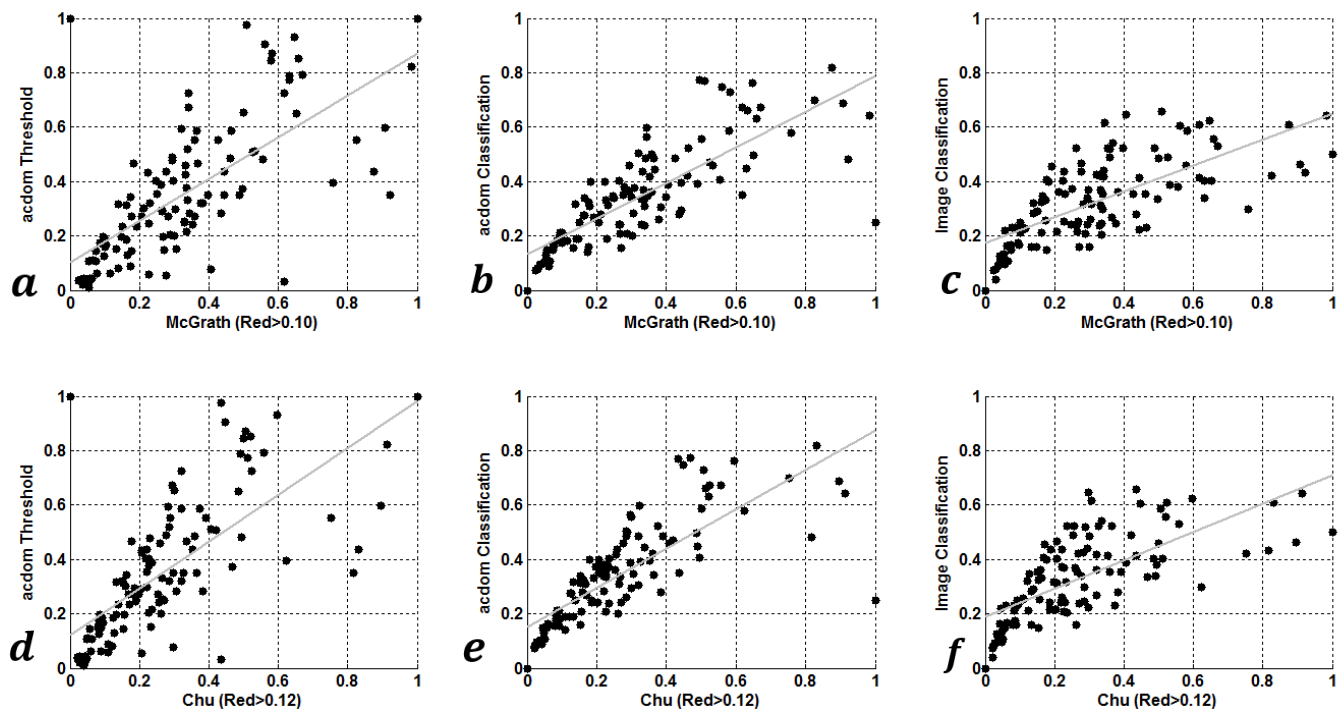 acdom Threshold
1
0.8
0.6
0.4
0.2
0
0 0.2 0.4 0.6 0.8 1
McGrath (Red>0.10)
a
acdom Classification
1
0.8
0.6
0.4
0.2
0
0 0.2 0.4 0.6 0.8 1
McGrath (Red>0.10)
b
Image Classification
1
0.8
0.6
0.4
0.2
0
0 0.2 0.4 0.6 0.8 1
McGrath (Red>0.10)
c
acdom Threshold
1
0.8
0.6
0.4
0.2
0
0 0.2 0.4 0.6 0.8 1
Chu (Red>0.12)
d
acdom Classification
1
0.8
0.6
0.4
0.2
0
0 0.2 0.4 0.6 0.8 1
Chu (Red>0.12)
e
Image Classification
1
0.8
0.6
0.4
0.2
0
0 0.2 0.4 0.6 0.8 1
Chu (Red>0.12)
f